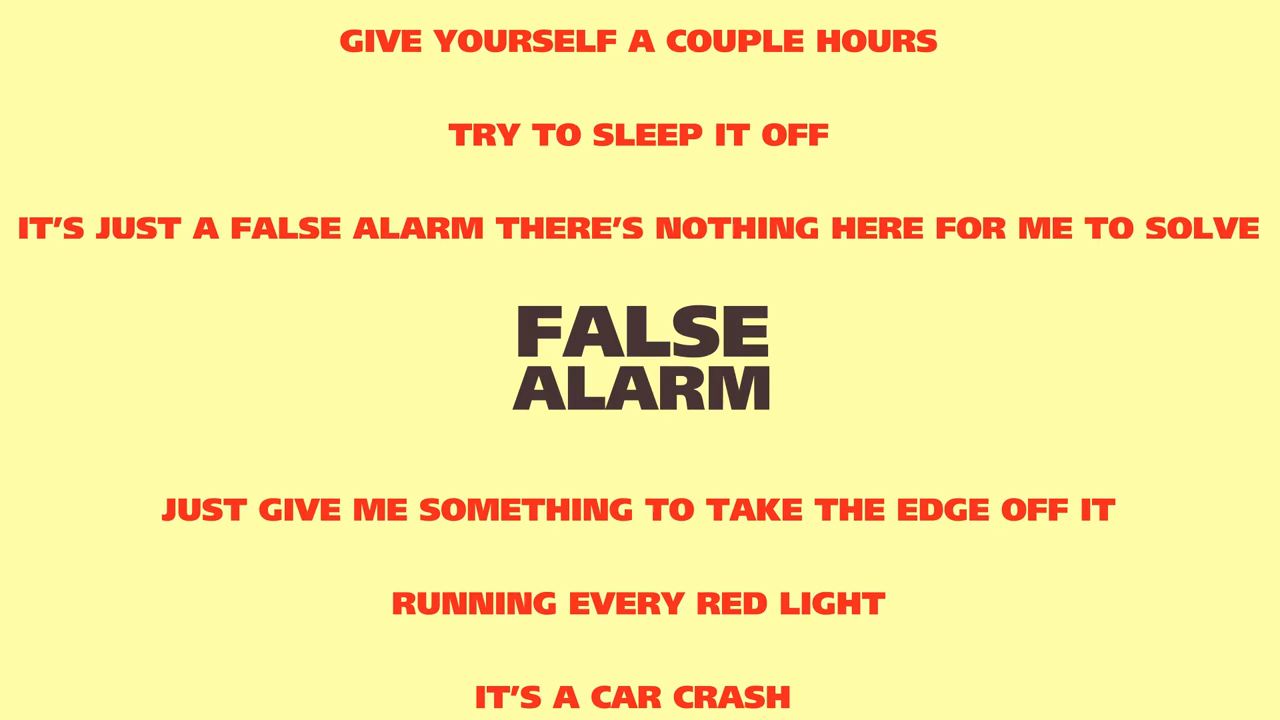 GIVE YOURSELF A COUPLE HOURS
TRY TO SLEEP IT OFF
IT'S JUST A FALSE ALARM THERE'S NOTHING HERE FOR ME TO SOLVE
FALSE
ALARM
JUST GIVE ME SOMETHING TO TAKE THE EDGE OFF IT
RUNNING EVERY RED LIGHT
IT'S A CAR CRASH